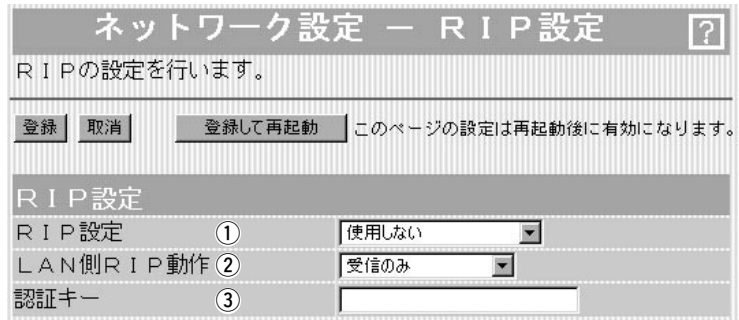 ネットワーク設定 － ＲＩＰ設定 ?
ＲＩＰの設定を行います。
登録 取消 登録して再起動 このページの設定は再起動後に有効になります。
ＲＩＰ設定
ＲＩＰ設定 ① 使用しない
ＬＡＮ側ＲＩＰ動作 ② 受信のみ
認証キー ③